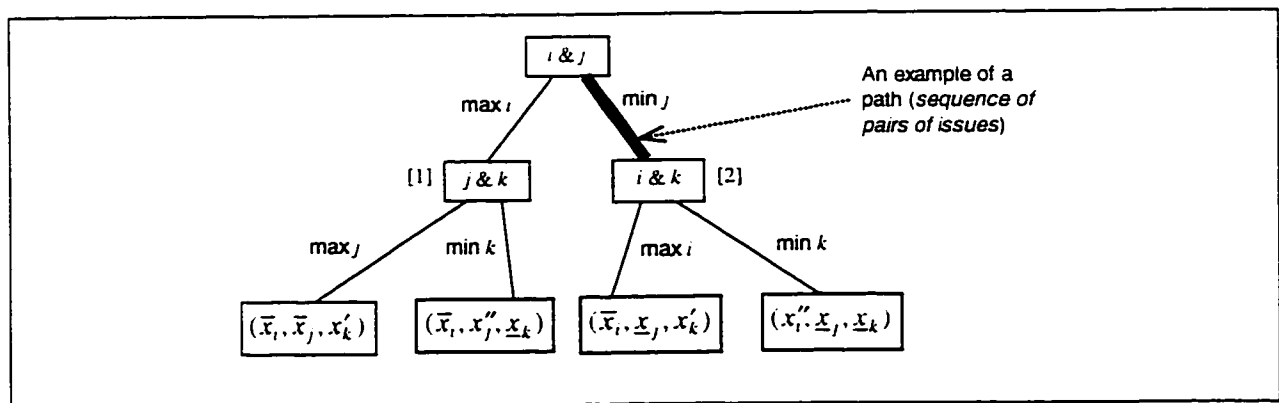 i & j
An example of a
path (sequence of
pairs of issues)
max i
min j
[1]
j & k
i & k
[2]
max j
min k
max i
min k
(x̅ᵢ, x̅ⱼ, x′ₖ)
(x̅ᵢ, x″ⱼ, x̲ₖ)
(x̅ᵢ, x̲ⱼ, x′ₖ)
(x″ᵢ, x̲ⱼ, x̲ₖ)